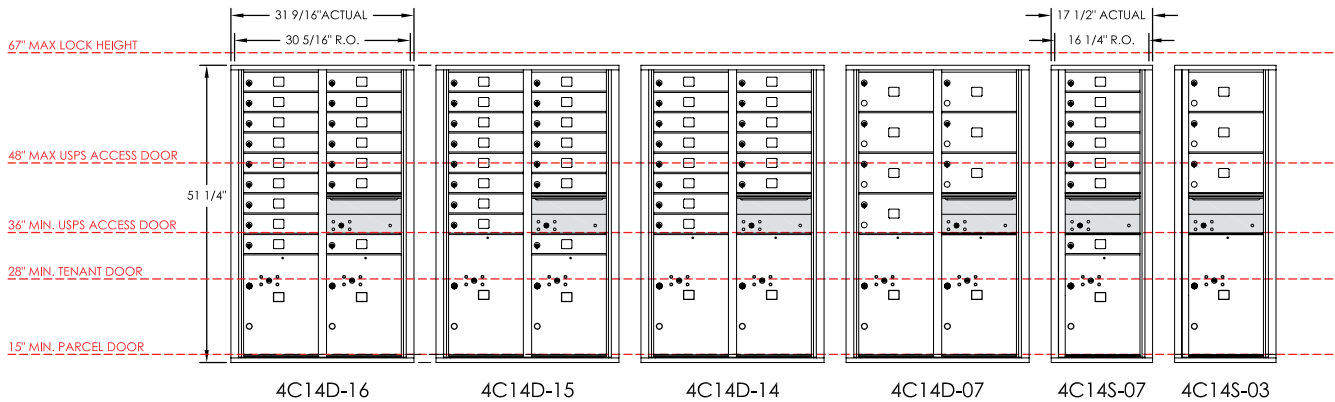 31 9/16"ACTUAL
17 1/2" ACTUAL
30 5/16" R.O.
16 1/4" R.O.
67" MAX LOCK HEIGHT
48" MAX USPS ACCESS DOOR
51 1/4"
36" MIN. USPS ACCESS DOOR
28" MIN. TENANT DOOR
15" MIN. PARCEL DOOR
4C14D-16
4C14D-15
4C14D-14
4C14D-07
4C14S-07
4C14S-03